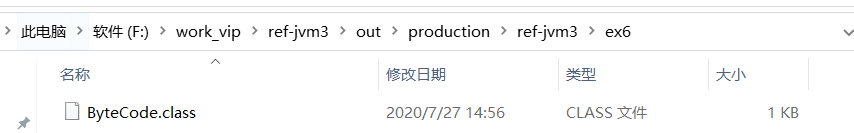 此电脑 > 软件 (F:) > work_vip > ref-jvm3 > out > production > ref-jvm3 > ex6
名称 修改日期 类型 大小
ByteCode.class 2020/7/27 14:56 CLASS 文件 1 KB